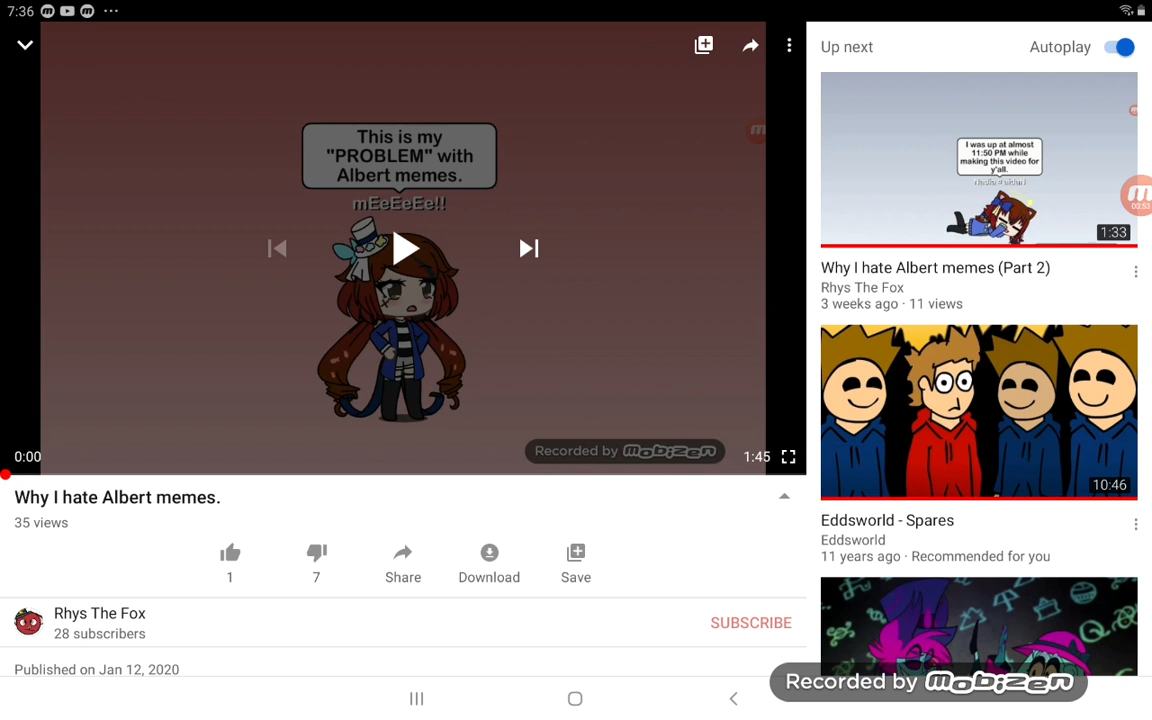 7:36
Up next
Autoplay
This is my
"PROBLEM" with
Albert memes.
mEeEeEe!!
I was up at almost
11:50 PM while
making this video for
y'all.
03:53
1:33
Why I hate Albert memes (Part 2)
Rhys The Fox
3 weeks ago · 11 views
Recorded by mobizen
0:00
1:45
10:46
Why I hate Albert memes.
35 views
Eddsworld - Spares
Eddsworld
11 years ago · Recommended for you
1
7
Share
Download
Save
Rhys The Fox
28 subscribers
SUBSCRIBE
Published on Jan 12, 2020
Recorded by mobizen